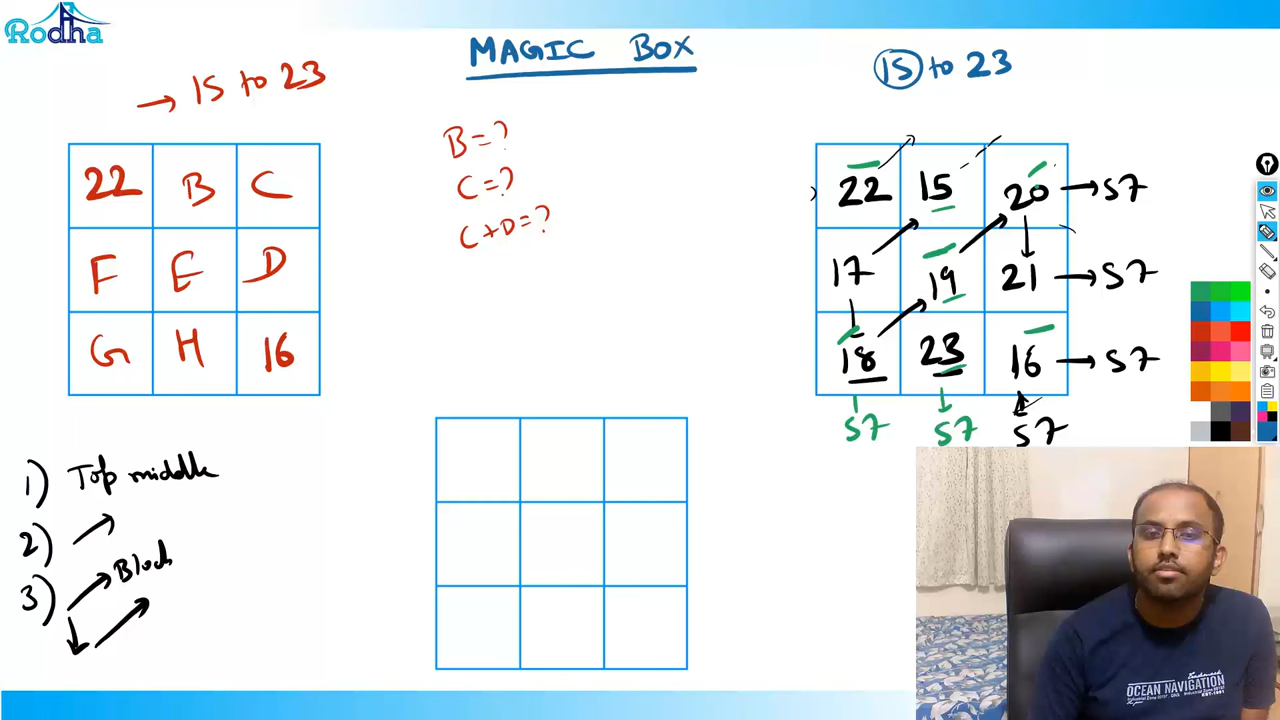 Rodha
MAGIC BOX
→ 15 to 23
15 to 23
22 B C
F E D
G H 16
B=?
C=?
C+D=?
22 15 20 → 57
17 19 21 → 57
18 23 16 → 57
57 57 57
1) Top middle
2)
3) Block
OCEAN NAVIGATION